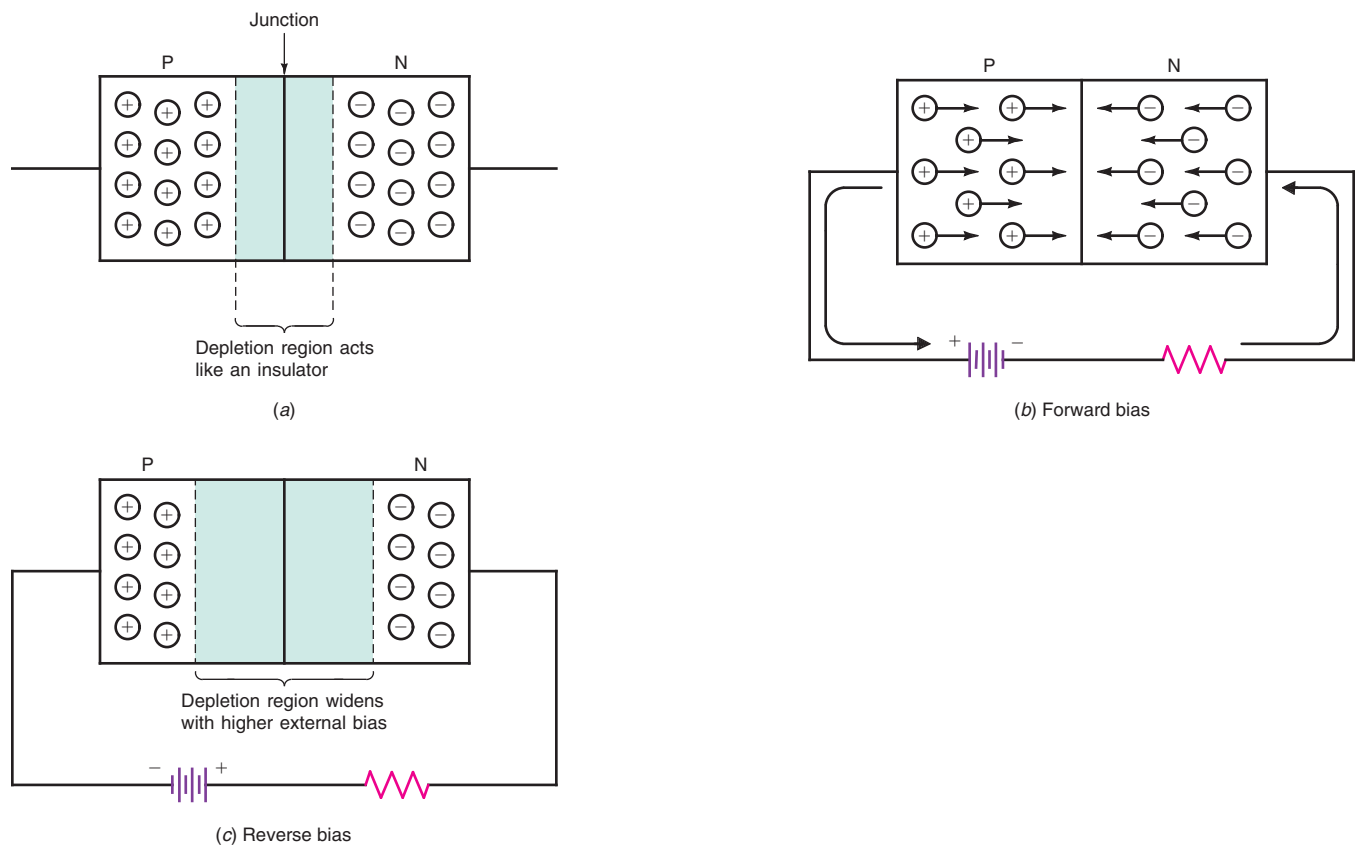 Junction
P
N
+ + +
+ + +
+ + +
+ + +
− − −
− − −
− − −
− − −
Depletion region acts
like an insulator
(a)
P
N
+ +
+
+ +
+
+ +
− −
−
− −
−
− −
+ −
(b) Forward bias
P
N
+ +
+ +
+ +
+ +
− −
− −
− −
− −
Depletion region widens
with higher external bias
− +
(c) Reverse bias